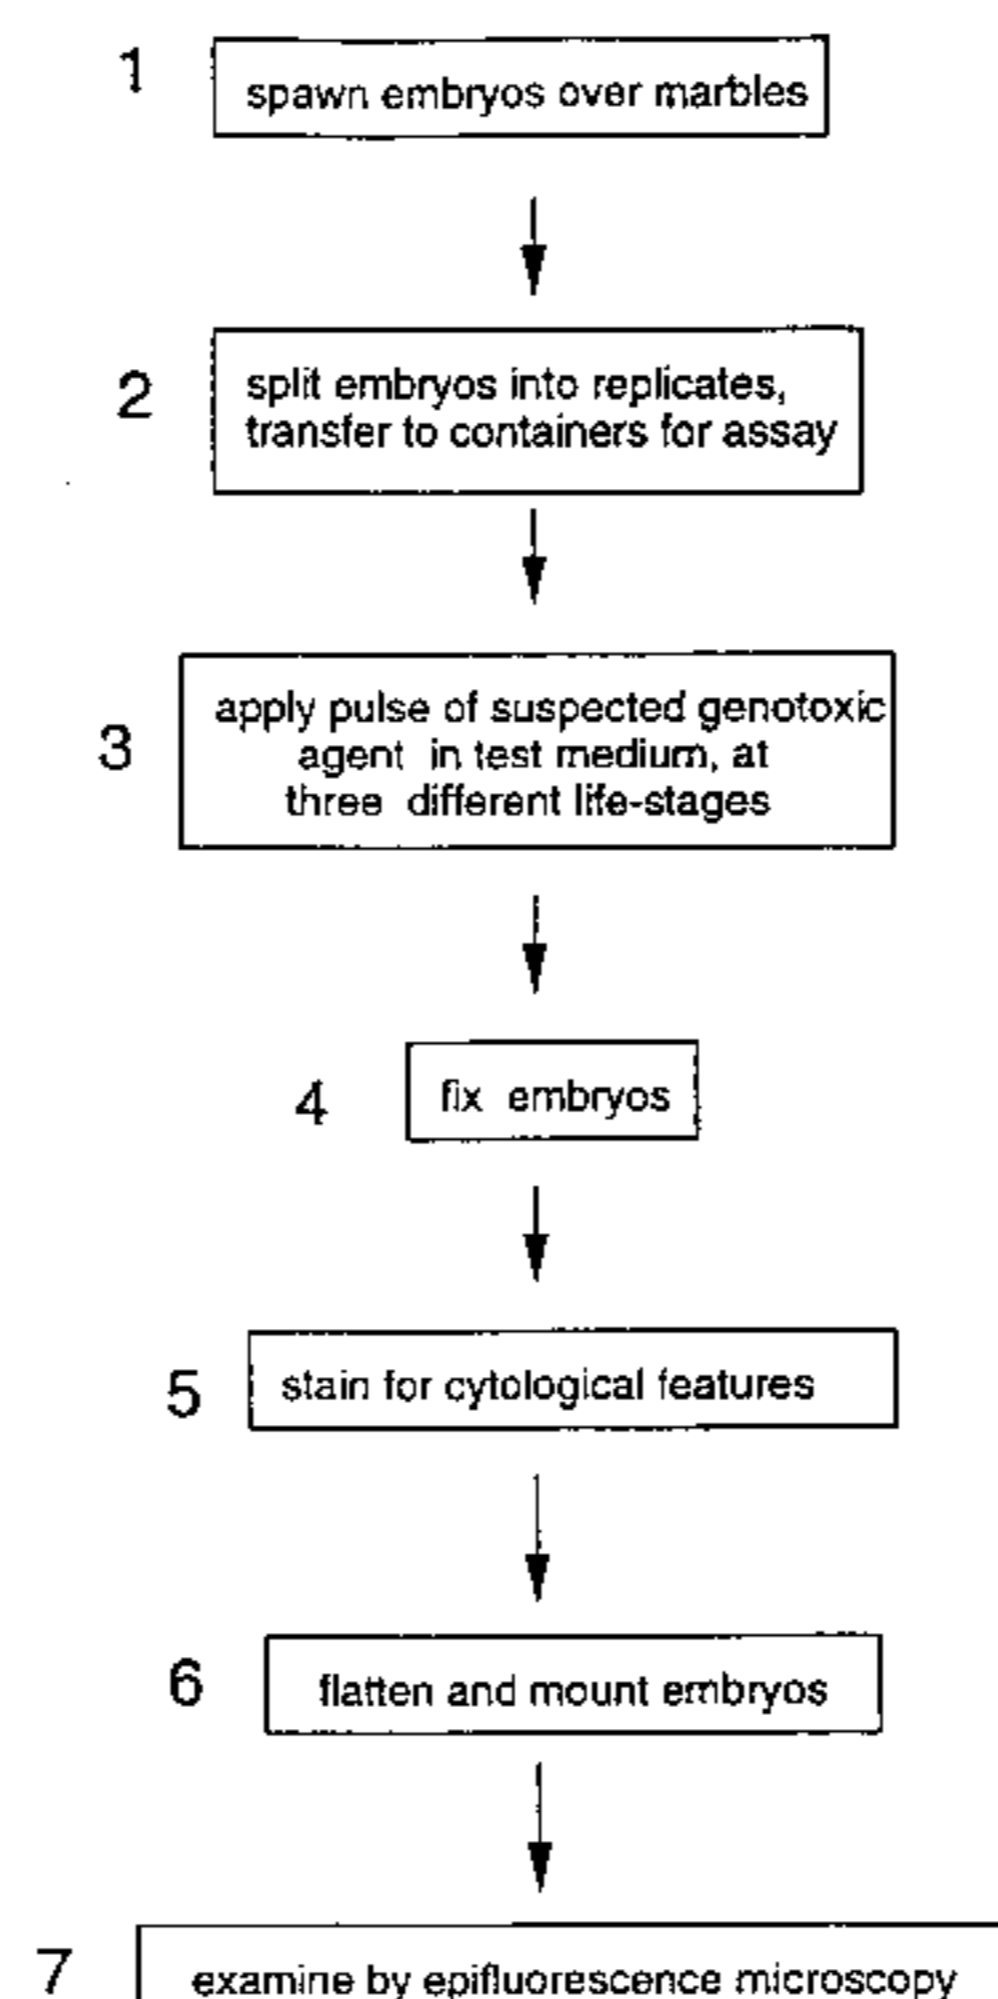 1
spawn embryos over marbles
2
split embryos into replicates,
transfer to containers for assay
3
apply pulse of suspected genotoxic
agent in test medium, at
three different life-stages
4
fix embryos
5
stain for cytological features
6
flatten and mount embryos
7
examine by epifluorescence microscopy